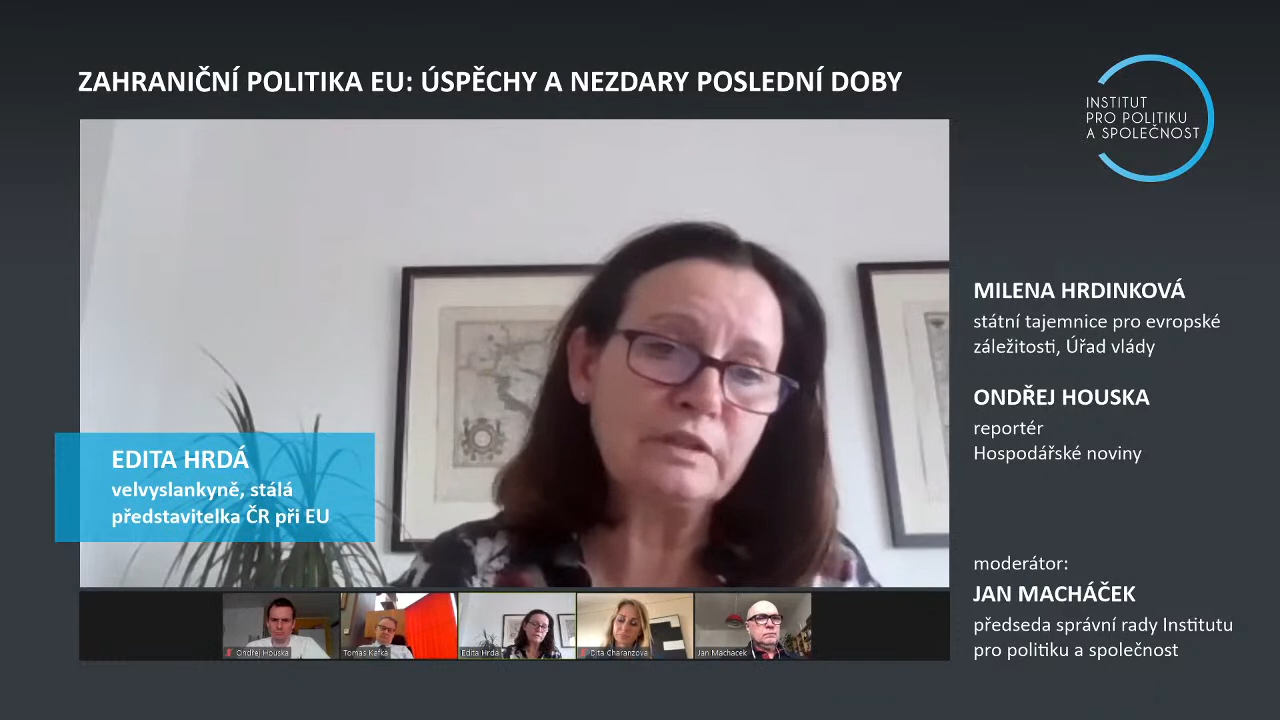 ZAHRANIČNÍ POLITIKA EU: ÚSPĚCHY A NEZDARY POSLEDNÍ DOBY
INSTITUT
PRO POLITIKU
A SPOLEČNOST
EDITA HRDÁ
velvyslankyně, stálá
představitelka ČR při EU
MILENA HRDINKOVÁ
státní tajemnice pro evropské
záležitosti, Úřad vlády
ONDŘEJ HOUSKA
reportér
Hospodářské noviny
moderátor:
JAN MACHÁČEK
předseda správní rady Institutu
pro politiku a společnost
Ondřej Houska
Tomas Kafka
Edita Hrda
Dita Charanzova
Jan Machacek